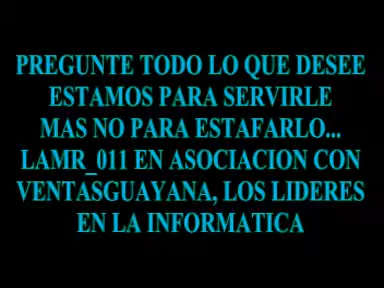 PREGUNTE TODO LO QUE DESEE
ESTAMOS PARA SERVIRLE
MAS NO PARA ESTAFARLO...
LAMR_011 EN ASOCIACION CON
VENTASGUAYANA, LOS LIDERES
EN LA INFORMATICA